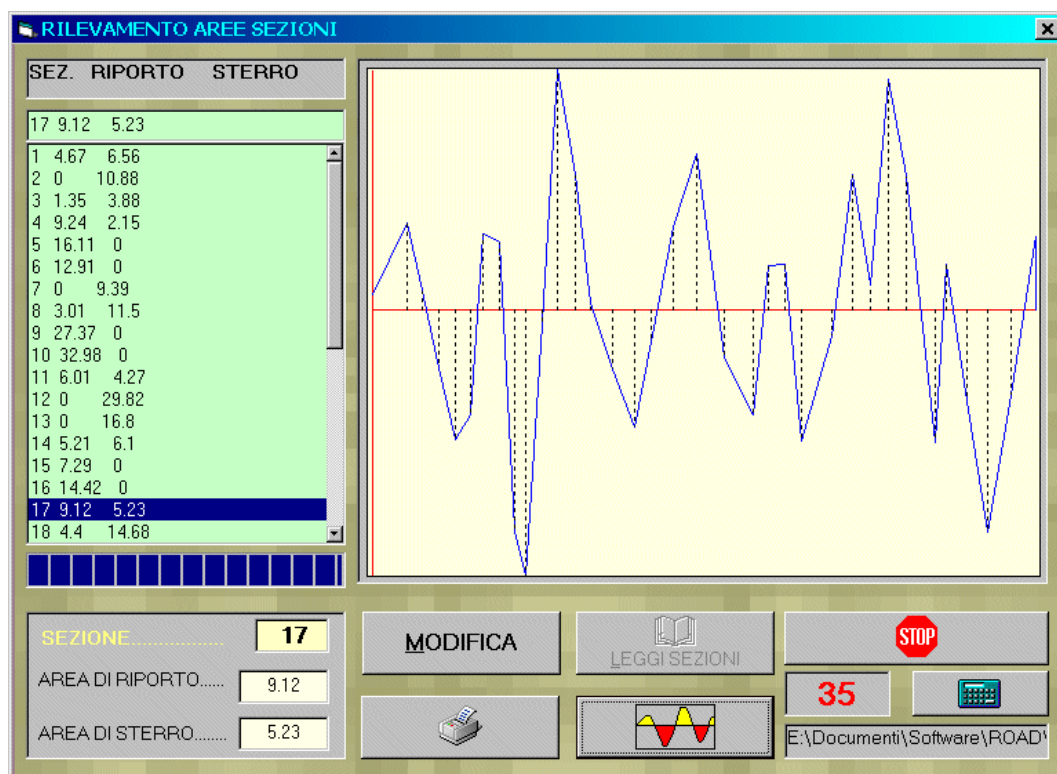 RILEVAMENTO AREE SEZIONI
SEZ. RIPORTO STERRO
17 9.12 5.23
1 4.67 6.56
2 0 10.88
3 1.35 3.88
4 9.24 2.15
5 16.11 0
6 12.91 0
7 0 9.39
8 3.01 11.5
9 27.37 0
10 32.98 0
11 6.01 4.27
12 0 29.82
13 0 16.8
14 5.21 6.1
15 7.29 0
16 14.42 0
17 9.12 5.23
18 4.4 14.68
SEZIONE................ 17
AREA DI RIPORTO..... 9.12
AREA DI STERRO........ 5.23
MODIFICA
LEGGI SEZIONI
STOP
35
E:\Documenti\Software\ROAD\